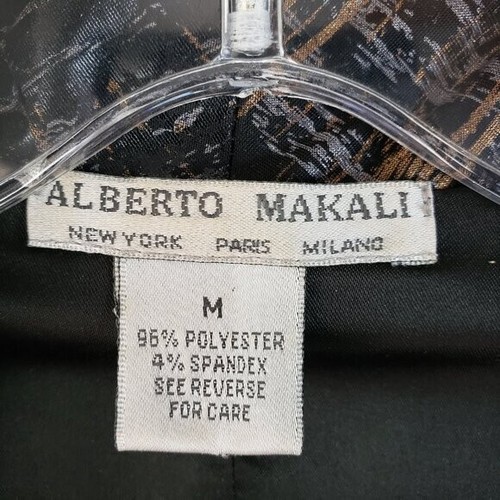 ALBERTO MAKALI
NEW YORK PARIS MILANO
M
96% POLYESTER
4% SPANDEX
SEE REVERSE
FOR CARE